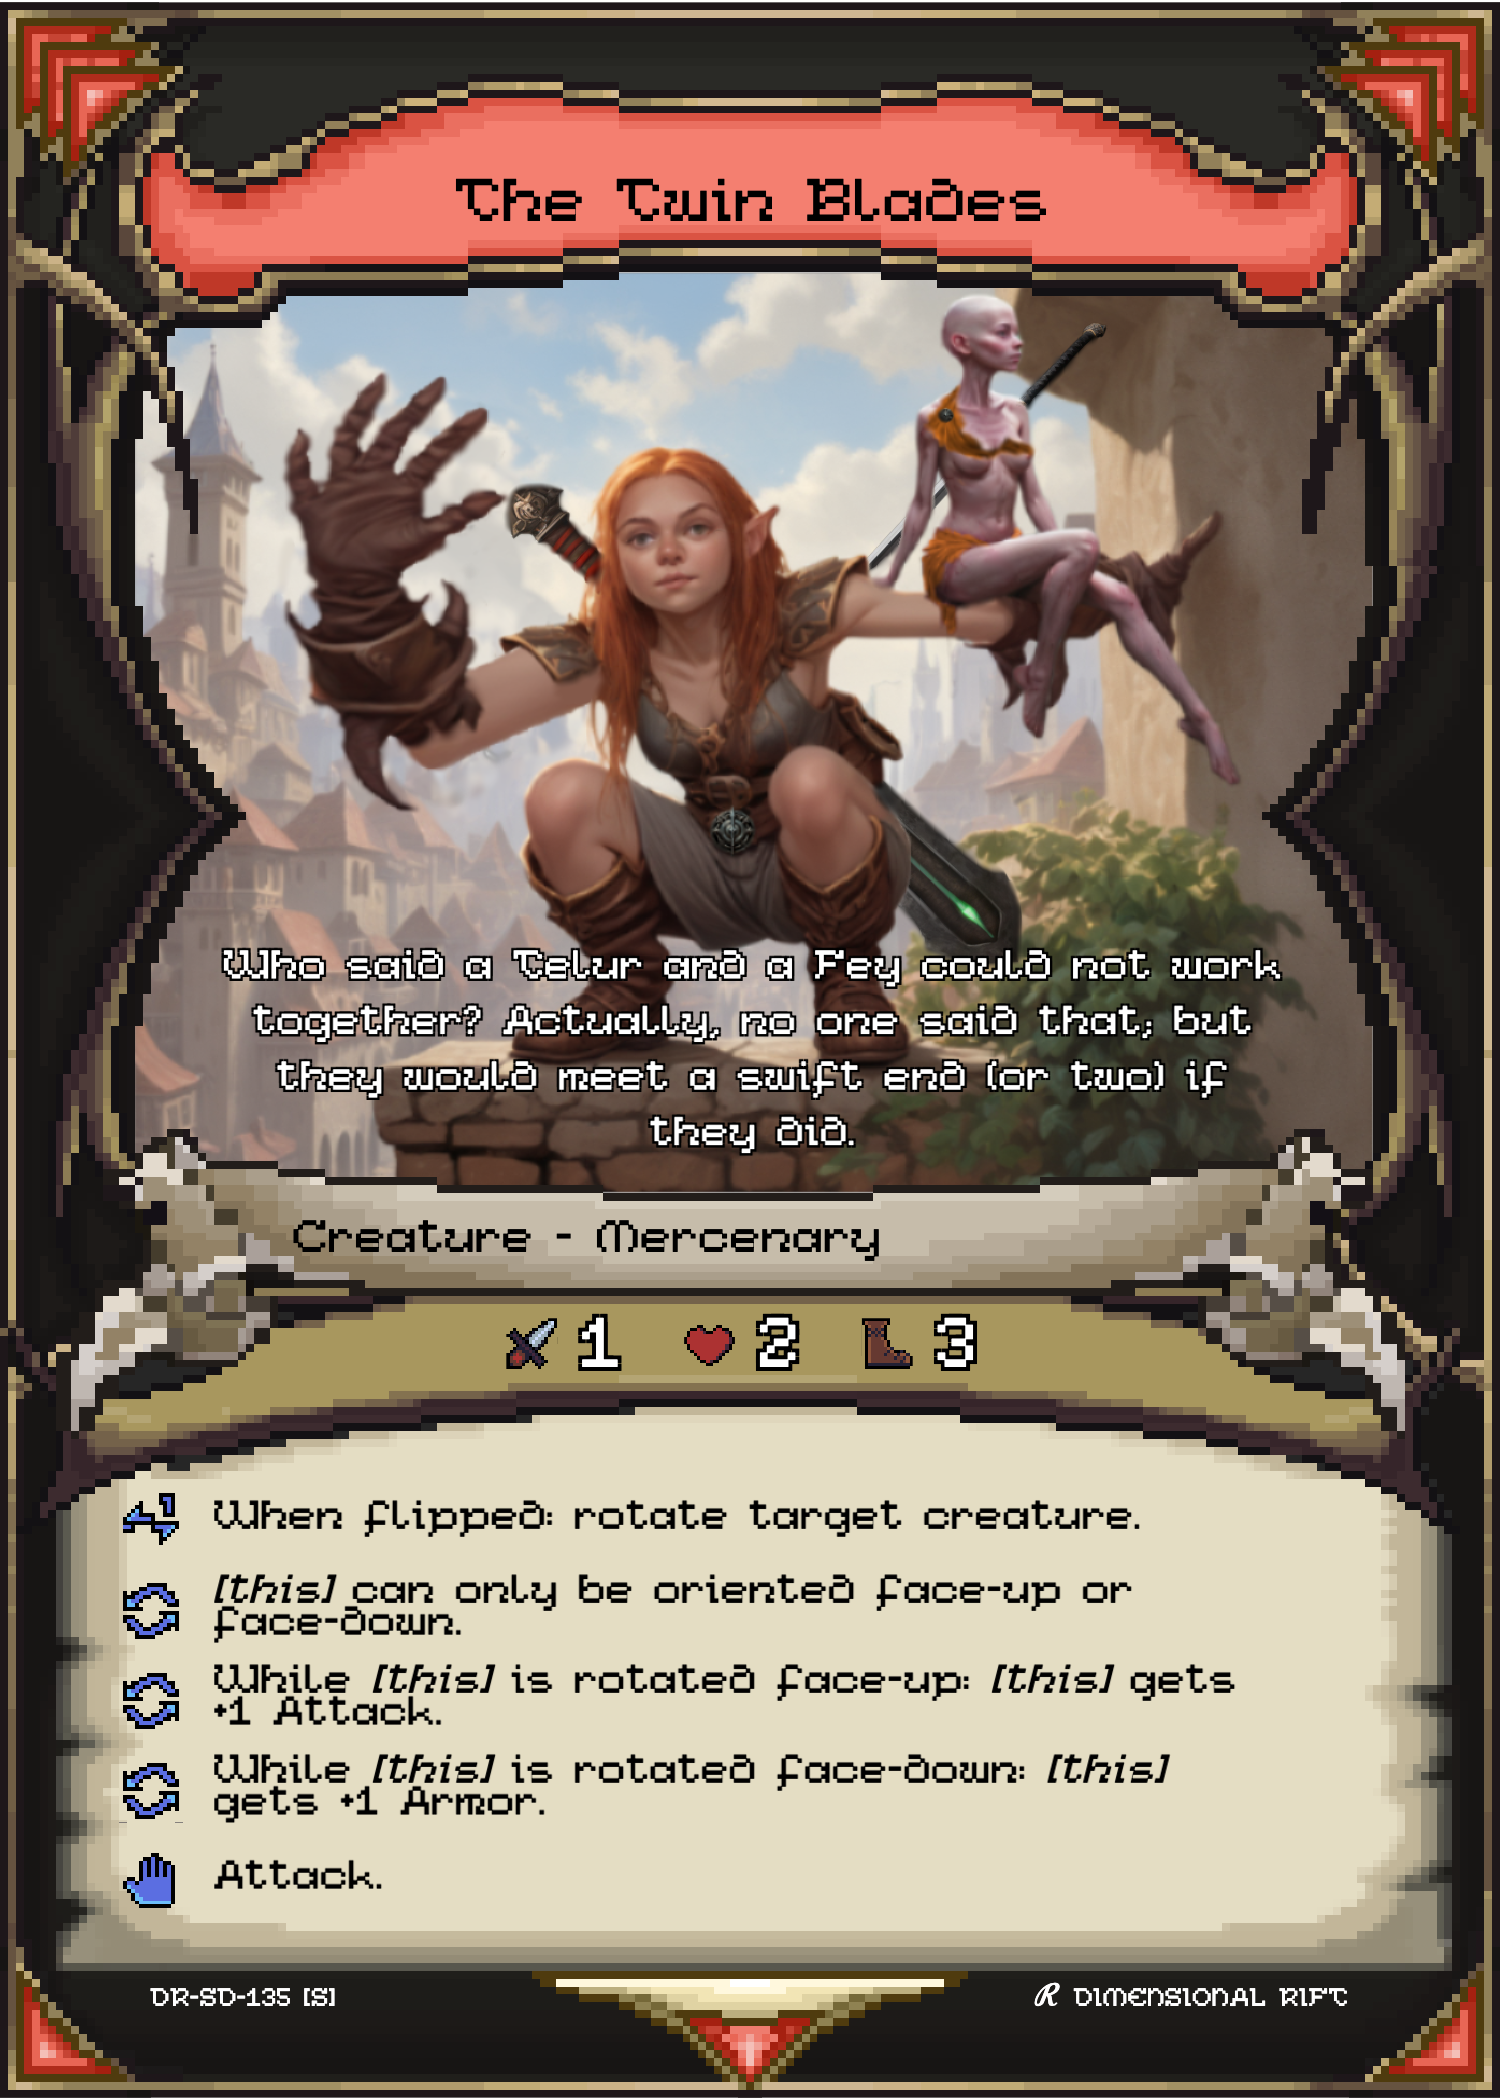 The Twin Blades
Who said a Telur and a Fey could not work
together? Actually, no one said that; but
they would meet a swift end (or two) if
they did.
Creature - Mercenary
1 2 3
When flipped: rotate target creature.
[this] can only be oriented face-up or
face-down.
While [this] is rotated face-up: [this] gets
+1 Attack.
While [this] is rotated face-down: [this]
gets +1 Armor.
Attack.
DR-SD-135 [S]
R DIMENSIONAL RIFT